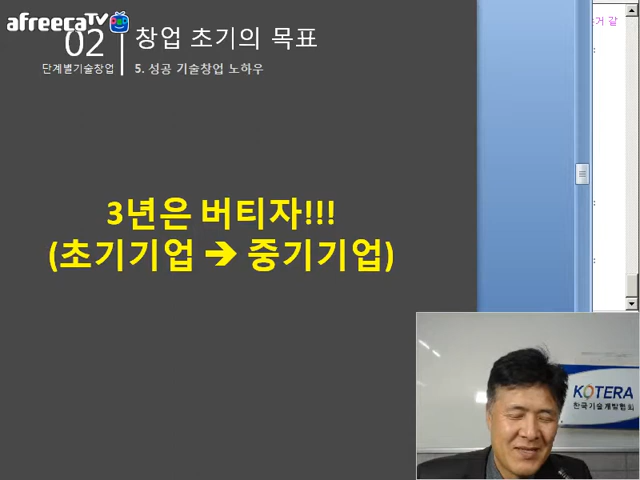 afreecaTV
02
창업 초기의 목표
단계별기술창업
5. 성공 기술창업 노하우
거 같
3년은 버티자!!!
(초기기업 ➔ 중기기업)
KOTERA
한국기술개발협회